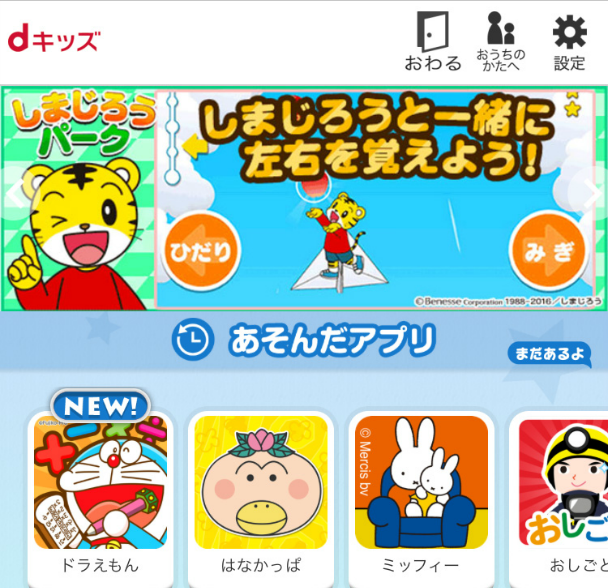 dキッズ
おわる
おうちの
かたへ
設定
しまじろう
パーク
しまじろうと一緒に
左右を覚えよう!
ひだり
みぎ
©Benesse Corporation 1988-2016/しまじろう
あそんだアプリ
まだあるよ
NEW!
© Mercis bv
おしご
ドラえもん
はなかっぱ
ミッフィー
おしごと